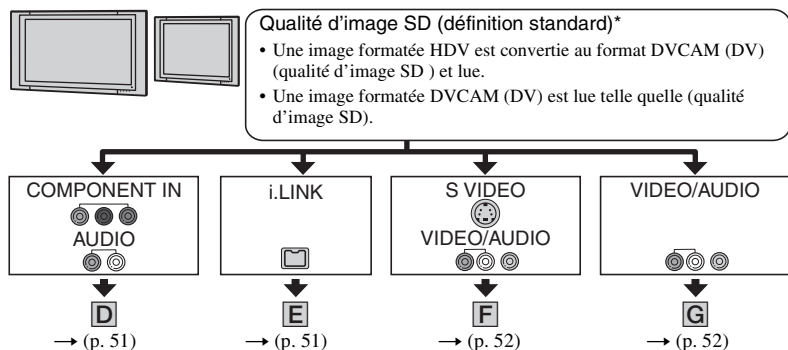 Qualité d'image SD (définition standard)*
• Une image formatée HDV est convertie au format DVCAM (DV)
(qualité d'image SD ) et lue.
• Une image formatée DVCAM (DV) est lue telle quelle (qualité
d'image SD).
COMPONENT IN
AUDIO
i.LINK
S VIDEO
VIDEO/AUDIO
VIDEO/AUDIO
D
→ (p. 51)
E
→ (p. 51)
F
→ (p. 52)
G
→ (p. 52)